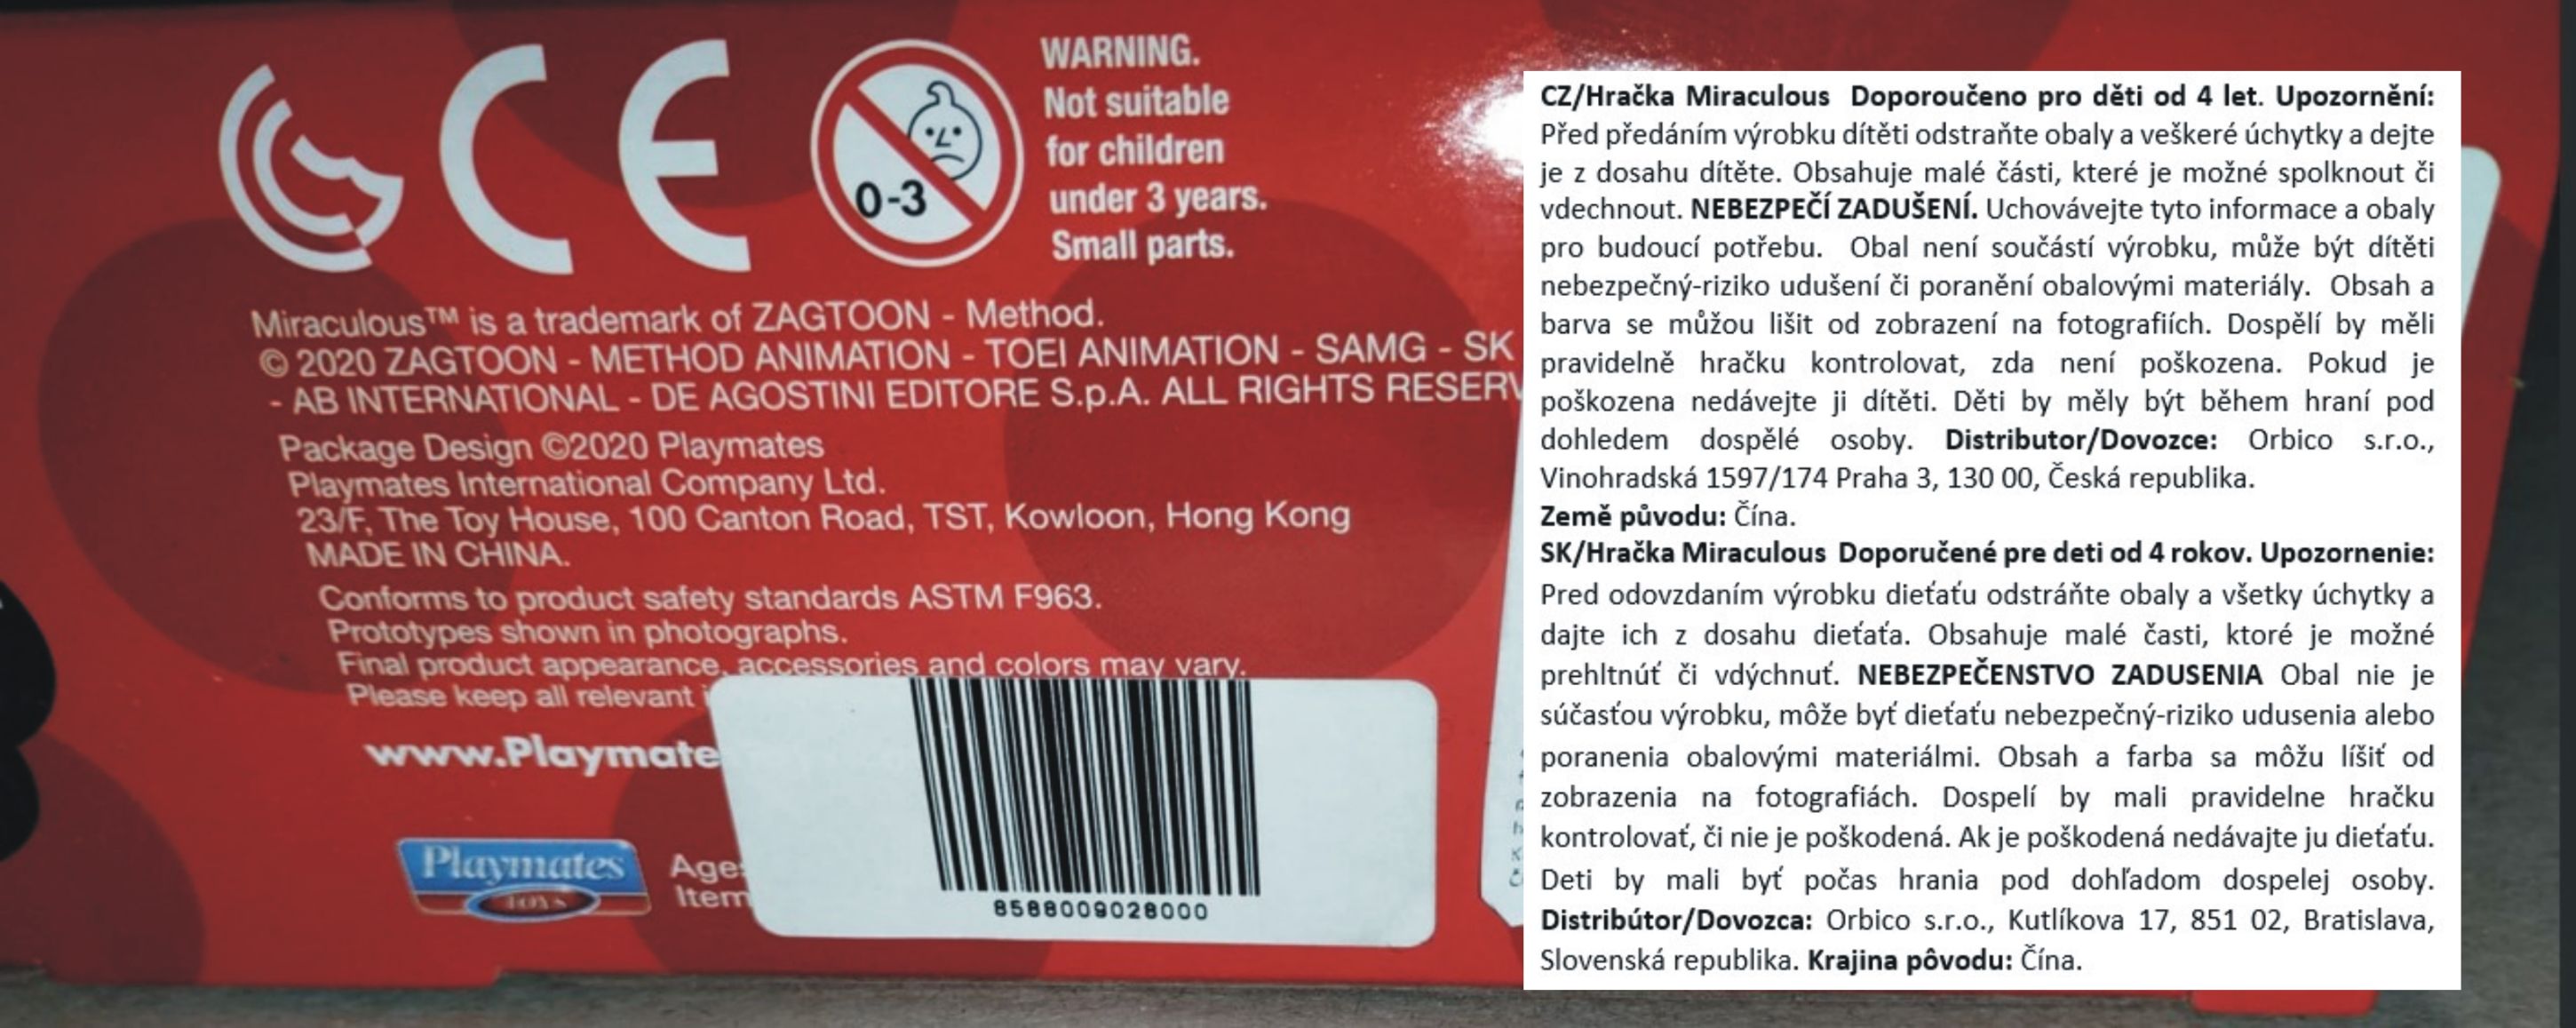 0-3
WARNING.
Not suitable
for children
under 3 years.
Small parts.
Miraculous™ is a trademark of ZAGTOON - Method.
© 2020 ZAGTOON - METHOD ANIMATION - TOEI ANIMATION - SAMG - SK
- AB INTERNATIONAL - DE AGOSTINI EDITORE S.p.A. ALL RIGHTS
Package Design ©2020 Playmates
Playmates International Company Ltd.
23/F, The Toy House, 100 Canton Road, TST, Kowloon, Hong Kong
MADE IN CHINA.
Conforms to product safety standards ASTM F963.
Prototypes shown in photographs.
Final product appearance, accessories and colors may vary.
Please keep all relevant
www.Playmate
Playmates
TOYS
Age
Item
8588009028000
CZ/Hračka Miraculous Doporoučeno pro děti od 4 let. Upozornění:
Před předáním výrobku dítěti odstraňte obaly a veškeré úchytky a dejte
je z dosahu dítěte. Obsahuje malé části, které je možné spolknout či
vdechnout. NEBEZPEČÍ ZADUŠENÍ. Uchovávejte tyto informace a obaly
pro budoucí potřebu. Obal není součástí výrobku, může být dítěti
nebezpečný-riziko udušení či poranění obalovými materiály. Obsah a
barva se můžou lišit od zobrazení na fotografiích. Dospělí by měli
pravidelně hračku kontrolovat, zda není poškozena. Pokud je
poškozena nedávejte ji dítěti. Děti by měly být během hraní pod
dohledem dospělé osoby. Distributor/Dovozce: Orbico s.r.o.,
Vinohradská 1597/174 Praha 3, 130 00, Česká republika.
Země původu: Čína.
SK/Hračka Miraculous Doporučené pre deti od 4 rokov. Upozornenie:
Pred odovzdaním výrobku dieťaťu odstráňte obaly a všetky úchytky a
dajte ich z dosahu dieťaťa. Obsahuje malé časti, ktoré je možné
prehltnúť či vdýchnuť. NEBEZPEČENSTVO ZADUSENIA Obal nie je
súčasťou výrobku, môže byť dieťaťu nebezpečný-riziko udusenia alebo
poranenia obalovými materiálmi. Obsah a farba sa môžu líšiť od
zobrazenia na fotografiách. Dospelí by mali pravidelne hračku
kontrolovať, či nie je poškodená. Ak je poškodená nedávajte ju dieťaťu.
Deti by mali byť počas hrania pod dohľadom dospelej osoby.
Distribútor/Dovozca: Orbico s.r.o., Kutlíkova 17, 851 02, Bratislava,
Slovenská republika. Krajina pôvodu: Čína.